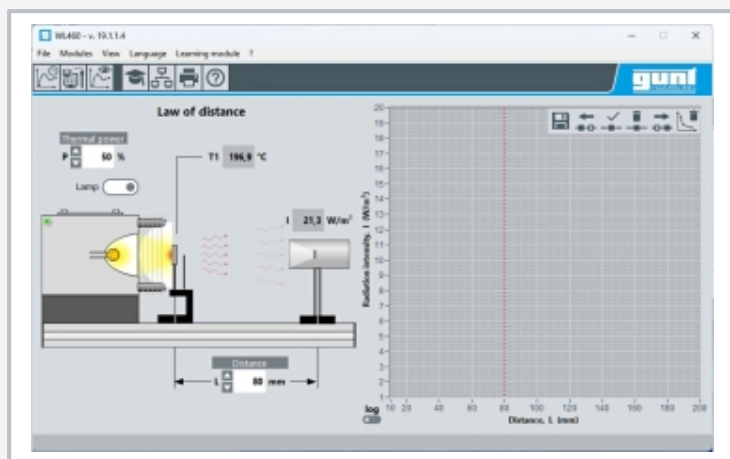 WL460 - v. 19.1.1.4
File Modules View Language Learning module ?
gunt
Law of distance
Thermal power
P 50 %
T1 196,9 °C
Lamp
I 21,3 W/m²
Distance
L 80 mm
Radiation intensity, I (W/m²)
20
19
18
17
16
15
14
13
12
11
10
9
8
7
6
5
4
3
2
1
log
10 20 40 60 80 100 120 140 160 180 200
Distance, L (mm)